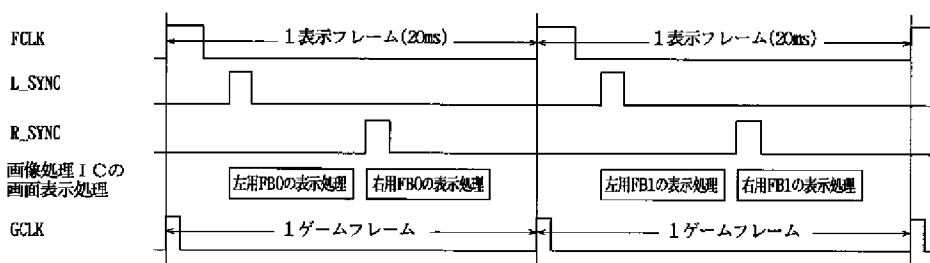 FCLK
1表示フレーム(20ms)
1表示フレーム(20ms)
L_SYNC
R_SYNC
画像処理ICの
画面表示処理
左用FB0の表示処理
右用FB0の表示処理
左用FB1の表示処理
右用FB1の表示処理
GCLK
1ゲームフレーム
1ゲームフレーム